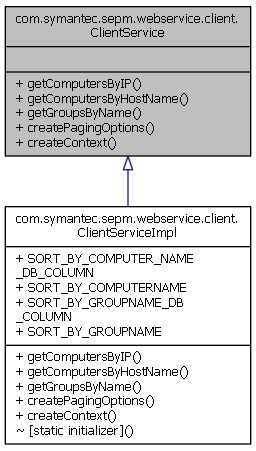 com.symantec.sepm.webservice.client.
ClientService
+ getComputersByIP()
+ getComputersByHostName()
+ getGroupsByName()
+ createPagingOptions()
+ createContext()
com.symantec.sepm.webservice.client.
ClientServiceImpl
+ SORT_BY_COMPUTER_NAME
_DB_COLUMN
+ SORT_BY_COMPUTERNAME
+ SORT_BY_GROUPNAME_DB
_COLUMN
+ SORT_BY_GROUPNAME
+ getComputersByIP()
+ getComputersByHostName()
+ getGroupsByName()
+ createPagingOptions()
+ createContext()
~ [static initializer]()